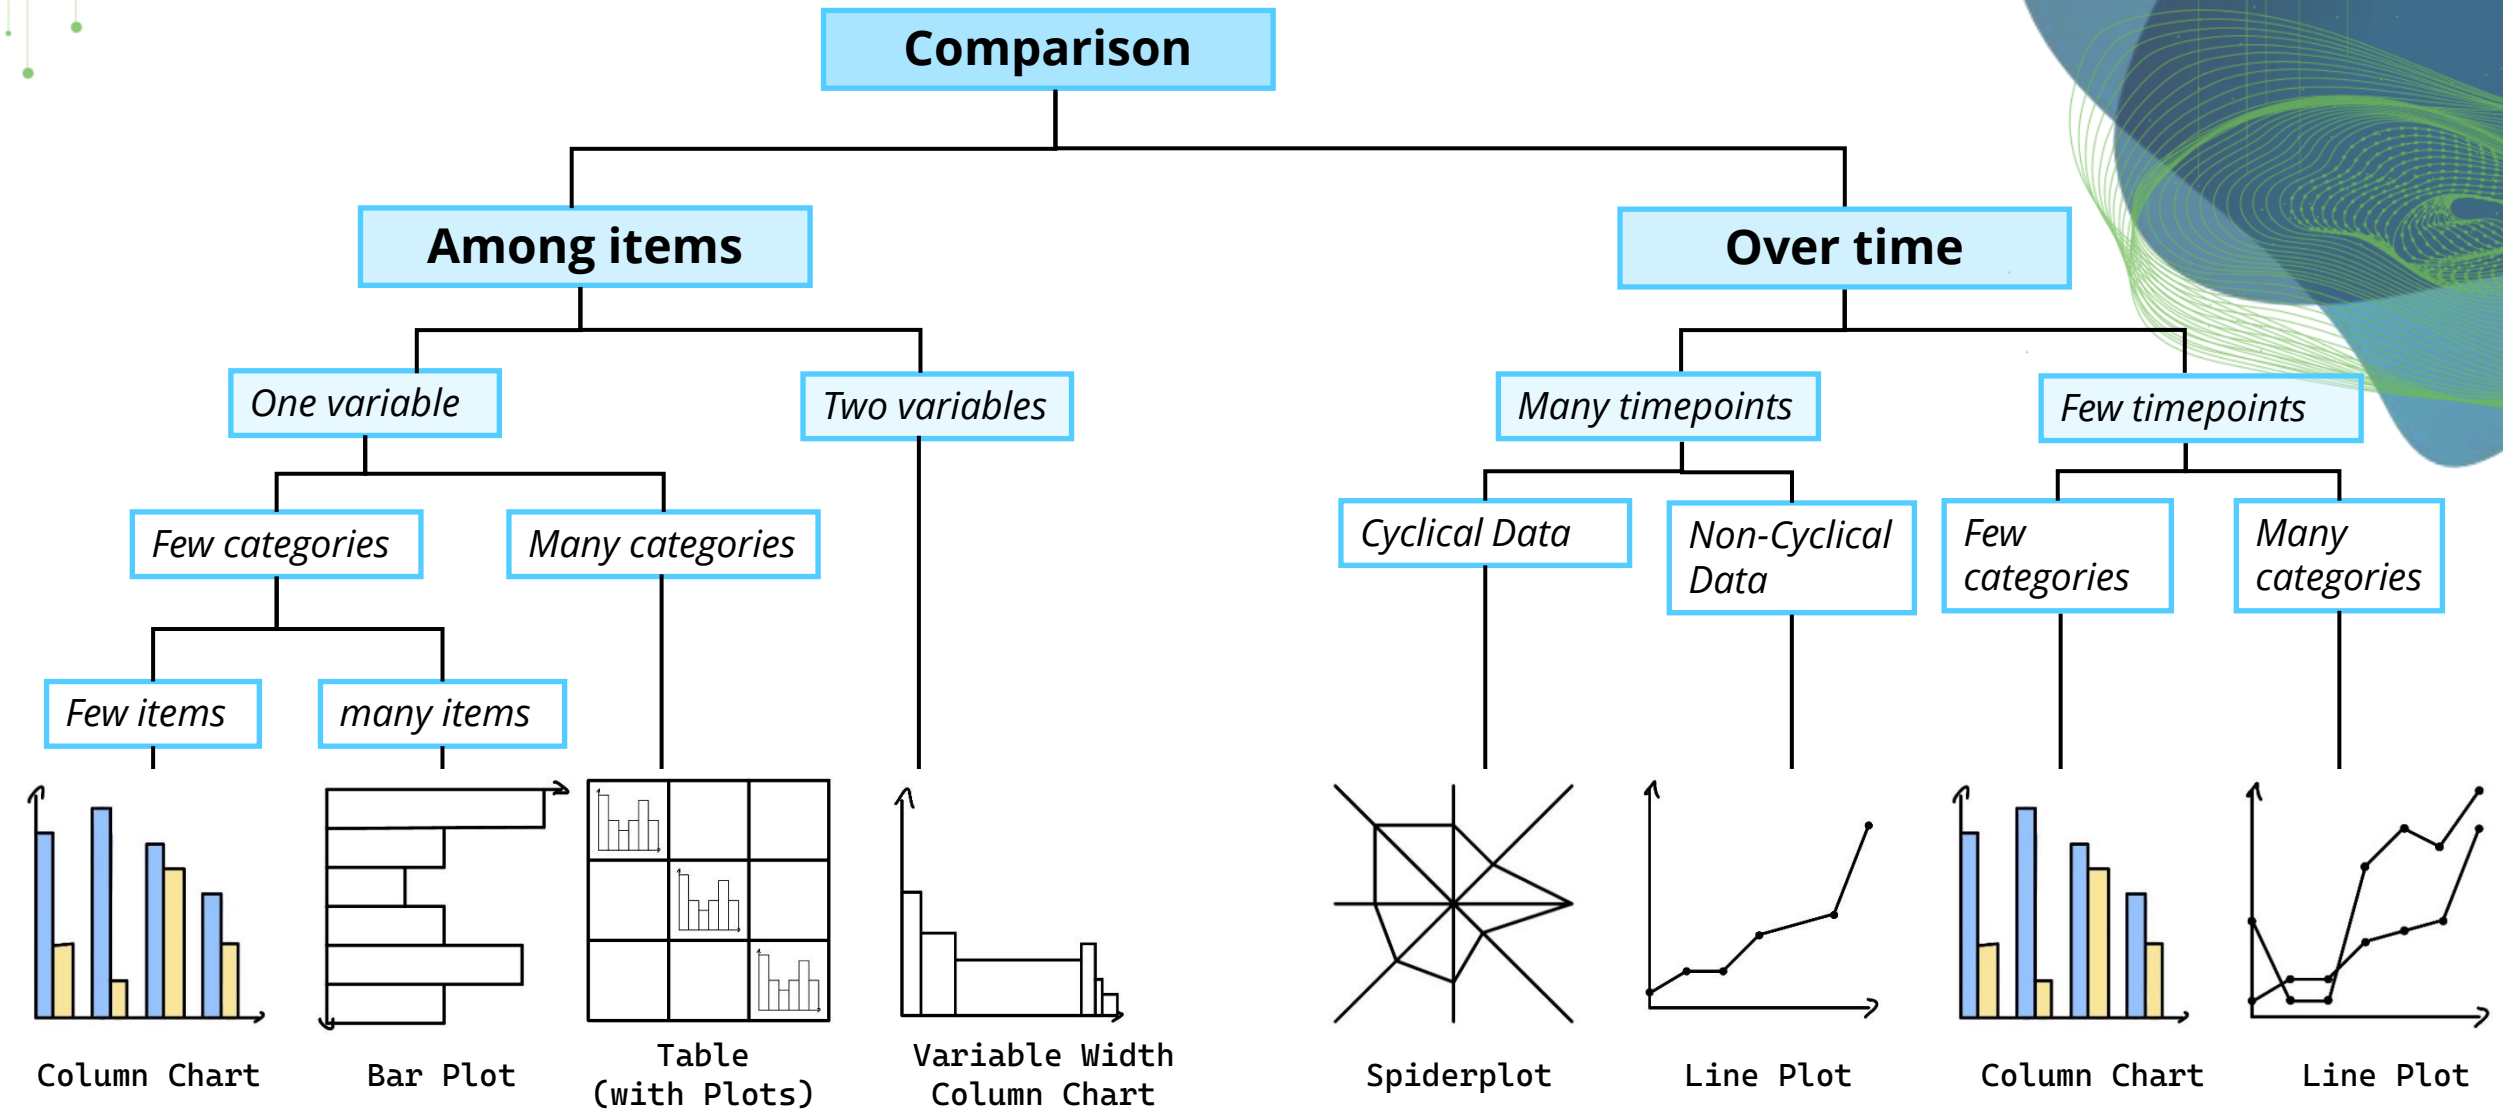 Comparison
Among items
Over time
One variable
Two variables
Many timepoints
Few timepoints
Few categories
Many categories
Cyclical Data
Non-Cyclical
Data
Few
categories
Many
categories
Few items
many items
Column Chart
Bar Plot
Table
(with Plots)
Variable Width
Column Chart
Spiderplot
Line Plot
Column Chart
Line Plot